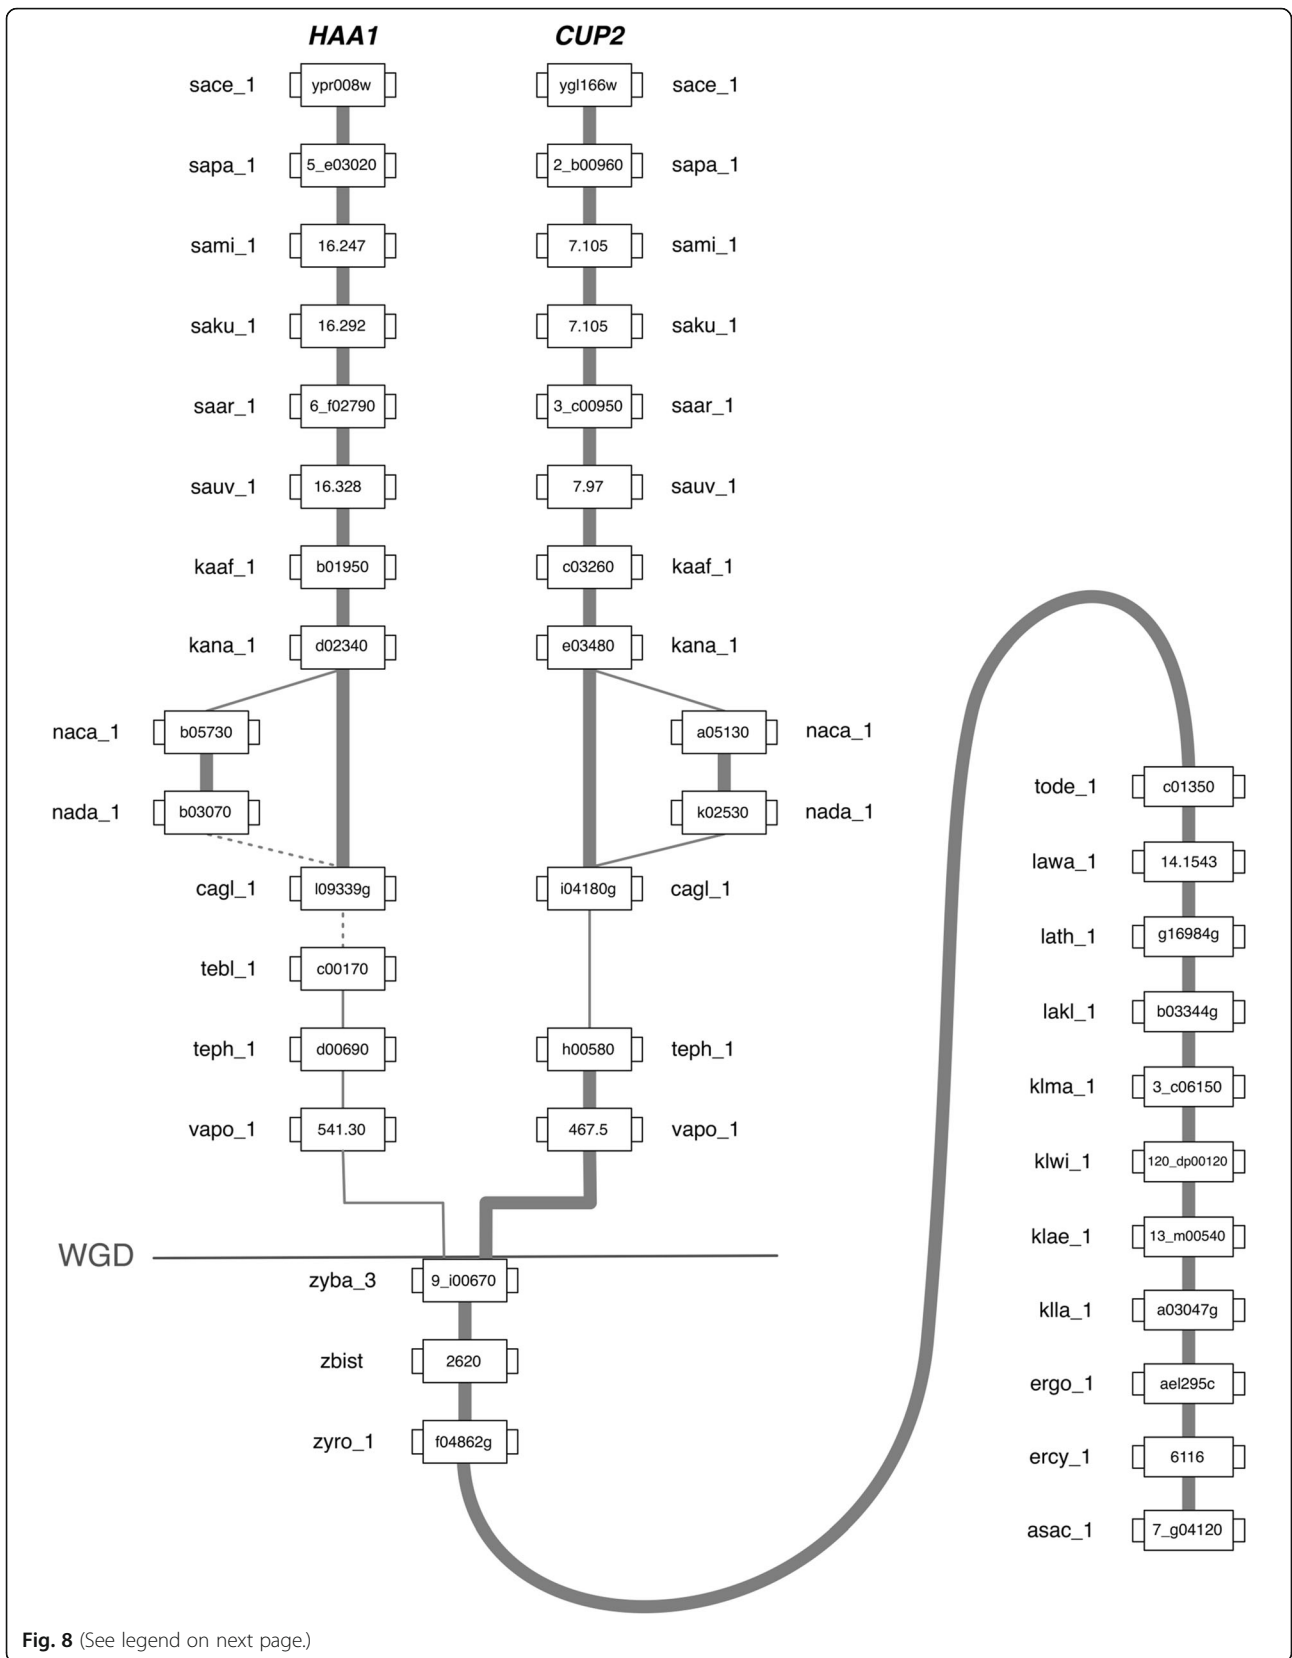 HAA1 CUP2
sace_1 ypr008w ygl166w sace_1
sapa_1 5_e03020 2_b00960 sapa_1
sami_1 16.247 7.105 sami_1
saku_1 16.292 7.105 saku_1
saar_1 6_f02790 3_c00950 saar_1
sauv_1 16.328 7.97 sauv_1
kaaf_1 b01950 c03260 kaaf_1
kana_1 d02340 e03480 kana_1
naca_1 b05730 a05130 naca_1
nada_1 b03070 k02530 nada_1
cagl_1 l09339g i04180g cagl_1
tebl_1 c00170
teph_1 d00690 h00580 teph_1
vapo_1 541.30 467.5 vapo_1
WGD
zyba_3 9_i00670
zbist 2620
zyro_1 f04862g
tode_1 c01350
lawa_1 14.1543
lath_1 g16984g
lakl_1 b03344g
klma_1 3_c06150
klwi_1 120_dp00120
klae_1 13_m00540
klla_1 a03047g
ergo_1 ael295c
ercy_1 6116
asac_1 7_g04120
Fig. 8 (See legend on next page.)